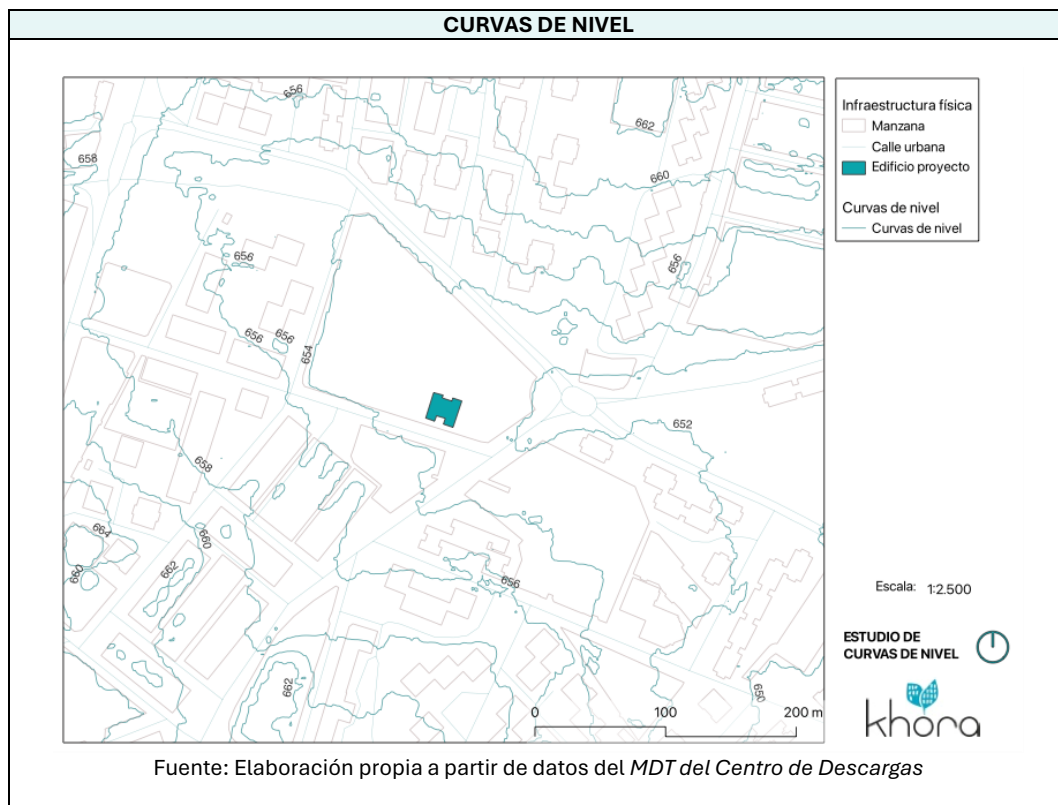 CURVAS DE NIVEL
656
662
658
660
656
656
656
656
654
652
658
664
660
660
662
656
662
650
0
100
200 m
Infraestructura física
Manzana
Calle urbana
Edificio proyecto
Curvas de nivel
Curvas de nivel
Escala: 1:2.500
ESTUDIO DE
CURVAS DE NIVEL
khōra
Fuente: Elaboración propia a partir de datos del MDT del Centro de Descargas